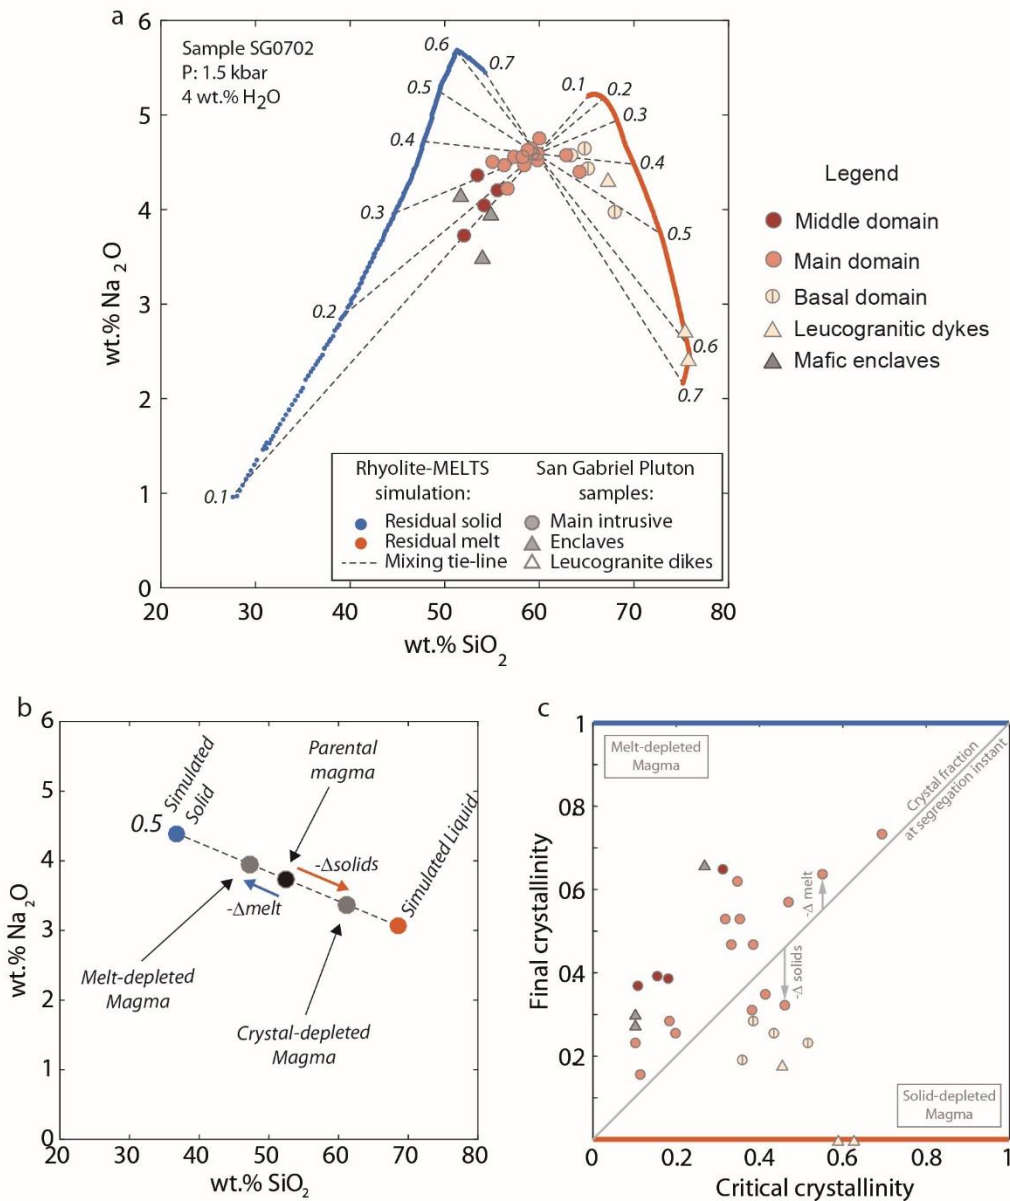 a
6
5
4
3
2
1
0
wt.% Na2O
Sample SG0702
P: 1.5 kbar
4 wt.% H2O
0.6
0.7
0.5
0.4
0.3
0.2
0.1
0.1
0.2
0.3
0.4
0.5
0.6
0.7
Rhyolite-MELTS
simulation:
Residual solid
Residual melt
Mixing tie-line
San Gabriel Pluton
samples:
Main intrusive
Enclaves
Leucogranite dikes
20 30 40 50 60 70 80
wt.% SiO2
Legend
Middle domain
Main domain
Basal domain
Leucogranitic dykes
Mafic enclaves
b
6
5
4
3
2
1
0
wt.% Na2O
0.5
Simulated
Solid
Parental
magma
Simulated Liquid
-Δsolids
-Δmelt
Melt-depleted
Magma
Crystal-depleted
Magma
20 30 40 50 60 70 80
wt.% SiO2
c
1
0.8
0.6
0.4
0.2
Final crystallinity
Melt-depleted
Magma
Crystal fraction
at segregation instant
-Δ melt
-Δ solids
Solid-depleted
Magma
0 0.2 0.4 0.6 0.8 1
Critical crystallinity